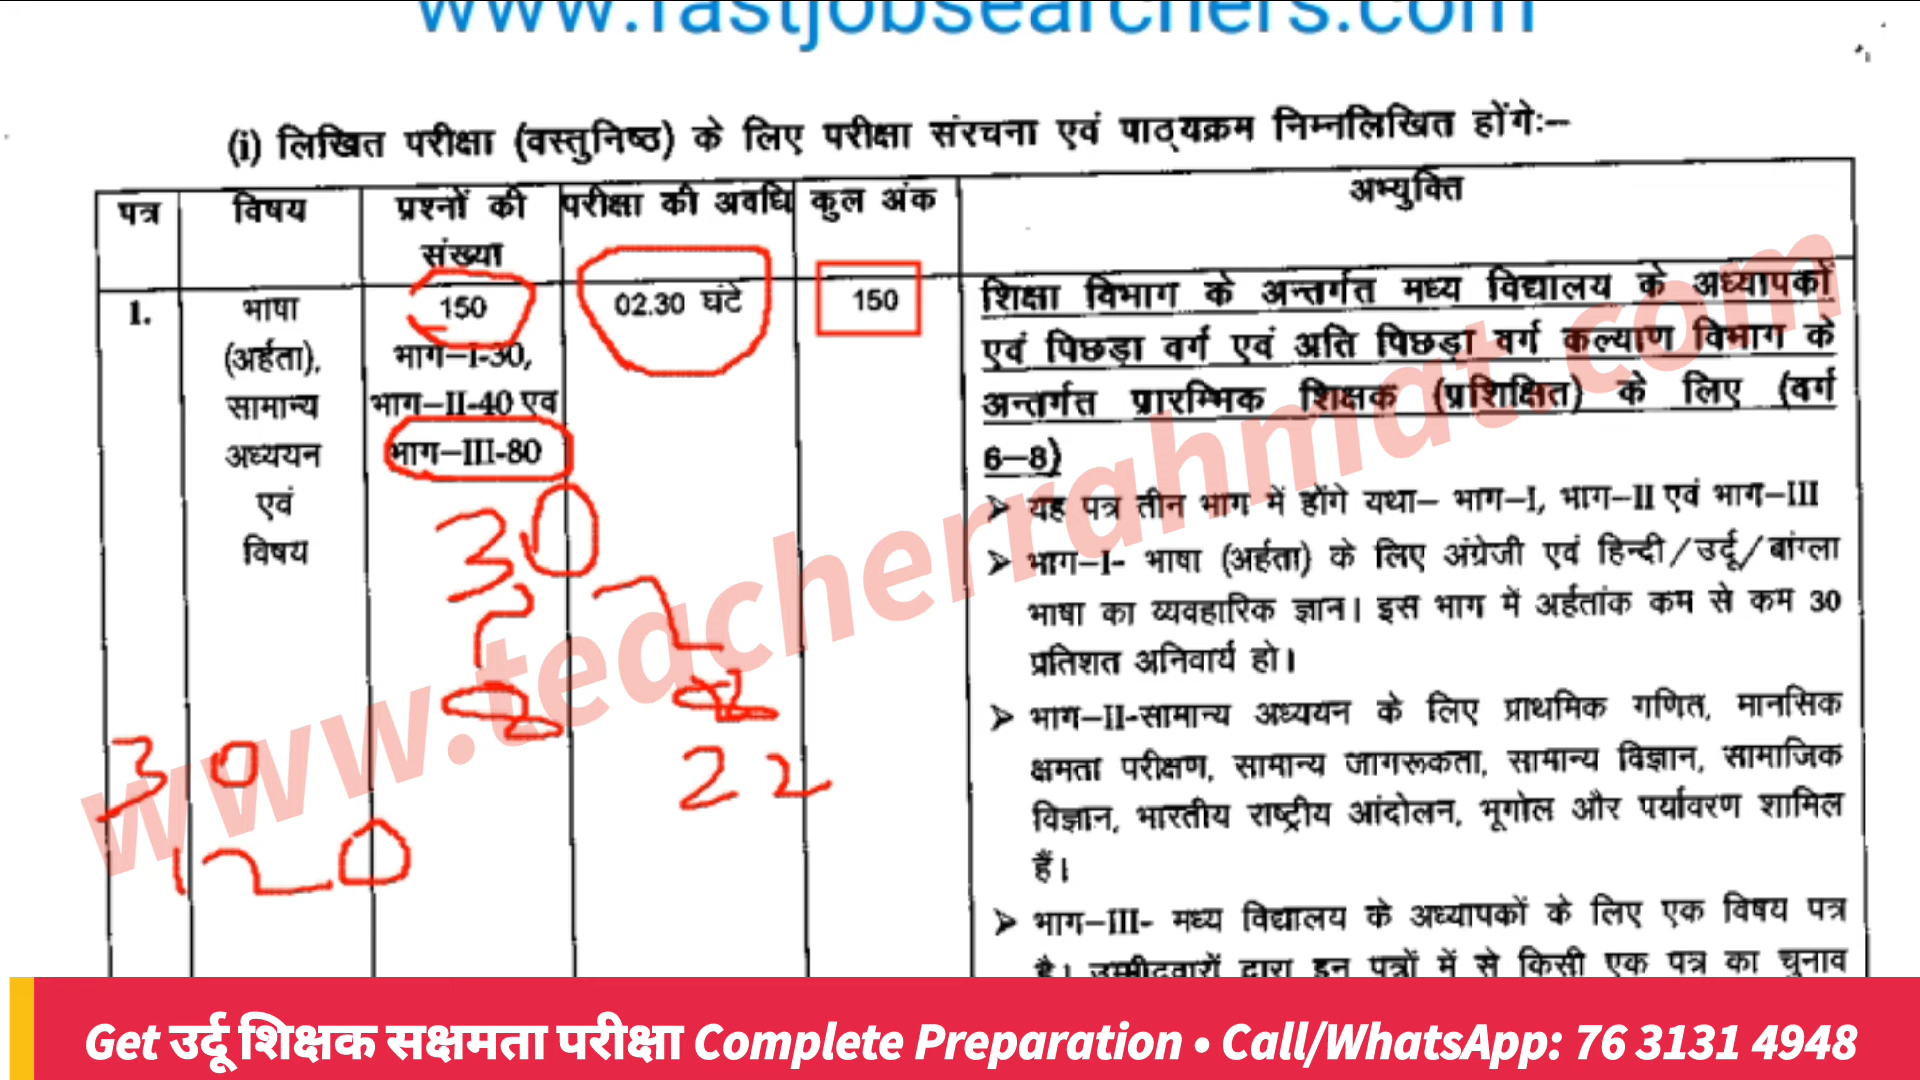 www.fastjobsearchers.com
(i) लिखित परीक्षा (वस्तुनिष्ठ) के लिए परीक्षा संरचना एवं पाठ्यक्रम निम्नलिखित होंगे:–
पत्र विषय प्रश्नों की संख्या परीक्षा की अवधि कुल अंक अभ्युक्ति
1.
भाषा
(अर्हता),
सामान्य
अध्ययन
एवं
विषय
150
भाग–I-30,
भाग–II-40 एवं
भाग–III-80
02.30 घंटे
150
शिक्षा विभाग के अन्तर्गत मध्य विद्यालय के अध्यापकों
एवं पिछड़ा वर्ग एवं अति पिछड़ा वर्ग कल्याण विभाग के
अन्तर्गत प्रारम्भिक शिक्षक (प्रशिक्षित) के लिए (वर्ग
6–8)
➢ यह पत्र तीन भाग में होंगे यथा– भाग–I, भाग–II एवं भाग–III
➢ भाग–I- भाषा (अर्हता) के लिए अंग्रेजी एवं हिन्दी/उर्दू/बांग्ला
भाषा का व्यवहारिक ज्ञान। इस भाग में अर्हतांक कम से कम 30
प्रतिशत अनिवार्य हो।
➢ भाग–II-सामान्य अध्ययन के लिए प्राथमिक गणित, मानसिक
क्षमता परीक्षण, सामान्य जागरूकता, सामान्य विज्ञान, सामाजिक
विज्ञान, भारतीय राष्ट्रीय आंदोलन, भूगोल और पर्यावरण शामिल
हैं।
➢ भाग–III- मध्य विद्यालय के अध्यापकों के लिए एक विषय पत्र
है। उम्मीदवारों द्वारा इन पत्रों में से किसी एक पत्र का चुनाव
30
22
30
120
www.teacherrahmat.com
Get उर्दू शिक्षक सक्षमता परीक्षा Complete Preparation • Call/WhatsApp: 76 3131 4948